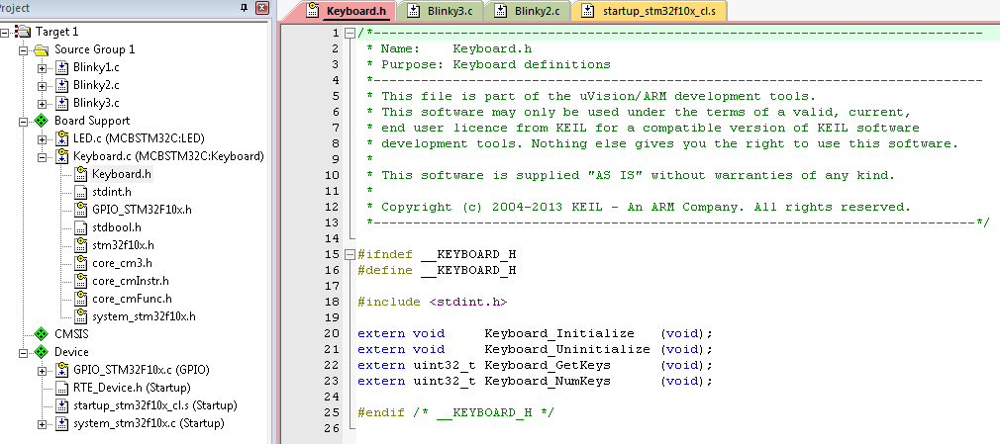 Project
Target 1
Source Group 1
Blinky1.c
Blinky2.c
Blinky3.c
Board Support
LED.c (MCBSTM32C:LED)
Keyboard.c (MCBSTM32C:Keyboard)
Keyboard.h
stdint.h
GPIO_STM32F10x.h
stdbool.h
stm32f10x.h
core_cm3.h
core_cmInstr.h
core_cmFunc.h
system_stm32f10x.h
CMSIS
Device
GPIO_STM32F10x.c (GPIO)
RTE_Device.h (Startup)
startup_stm32f10x_cl.s (Startup)
system_stm32f10x.c (Startup)
Keyboard.h Blinky3.c Blinky2.c startup_stm32f10x_cl.s
1 /*-----------------------------------------------------------------------------
2 * Name:    Keyboard.h
3 * Purpose: Keyboard definitions
4 *-----------------------------------------------------------------------------
5 * This file is part of the uVision/ARM development tools.
6 * This software may only be used under the terms of a valid, current,
7 * end user licence from KEIL for a compatible version of KEIL software
8 * development tools. Nothing else gives you the right to use this software.
9 *
10 * This software is supplied "AS IS" without warranties of any kind.
11 *
12 * Copyright (c) 2004-2013 KEIL - An ARM Company. All rights reserved.
13 *----------------------------------------------------------------------------*/
14
15 #ifndef __KEYBOARD_H
16 #define __KEYBOARD_H
17
18 #include <stdint.h>
19
20 extern void     Keyboard_Initialize   (void);
21 extern void     Keyboard_Uninitialize (void);
22 extern uint32_t Keyboard_GetKeys      (void);
23 extern uint32_t Keyboard_NumKeys      (void);
24
25 #endif /* __KEYBOARD_H */
26